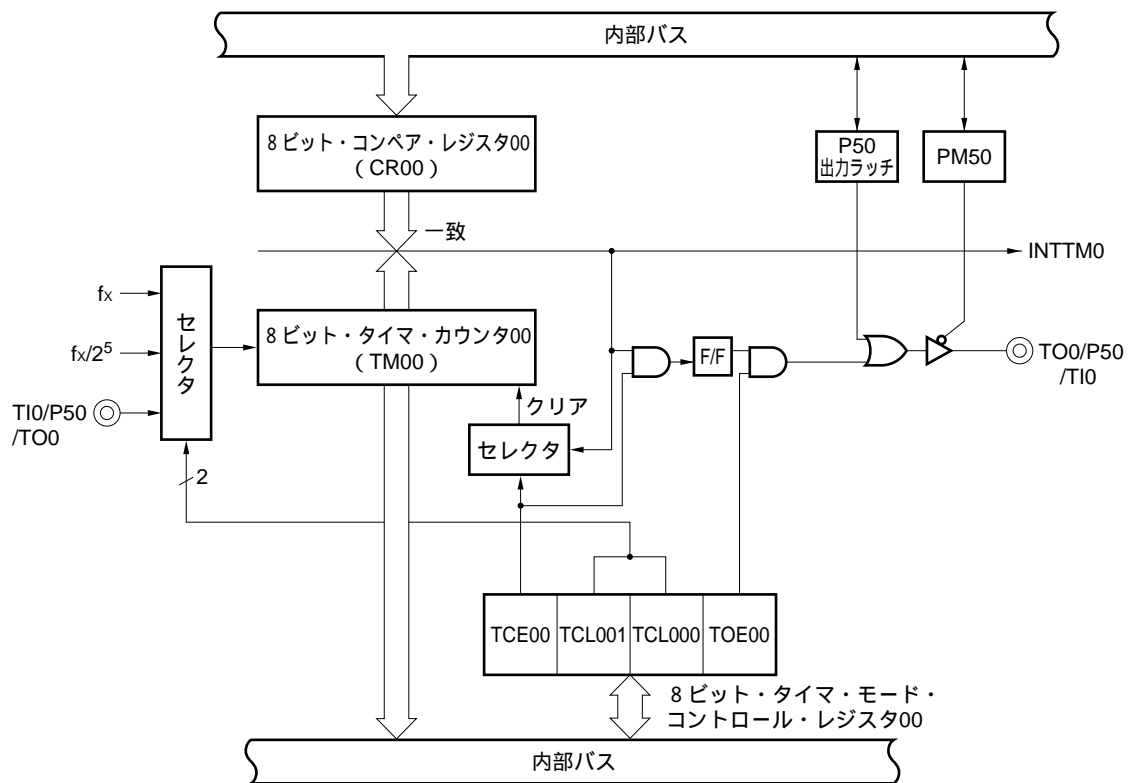 内部バス
8ビット・コンペア・レジスタ00
(CR00)
P50
出力ラッチ
PM50
一致
INTTM0
fX
fX/2⁵
TI0/P50
/TO0
セレクタ
8ビット・タイマ・カウンタ00
(TM00)
F/F
TO0/P50
/TI0
クリア
セレクタ
2
TCE00
TCL001
TCL000
TOE00
8ビット・タイマ・モード・
コントロール・レジスタ00
内部バス